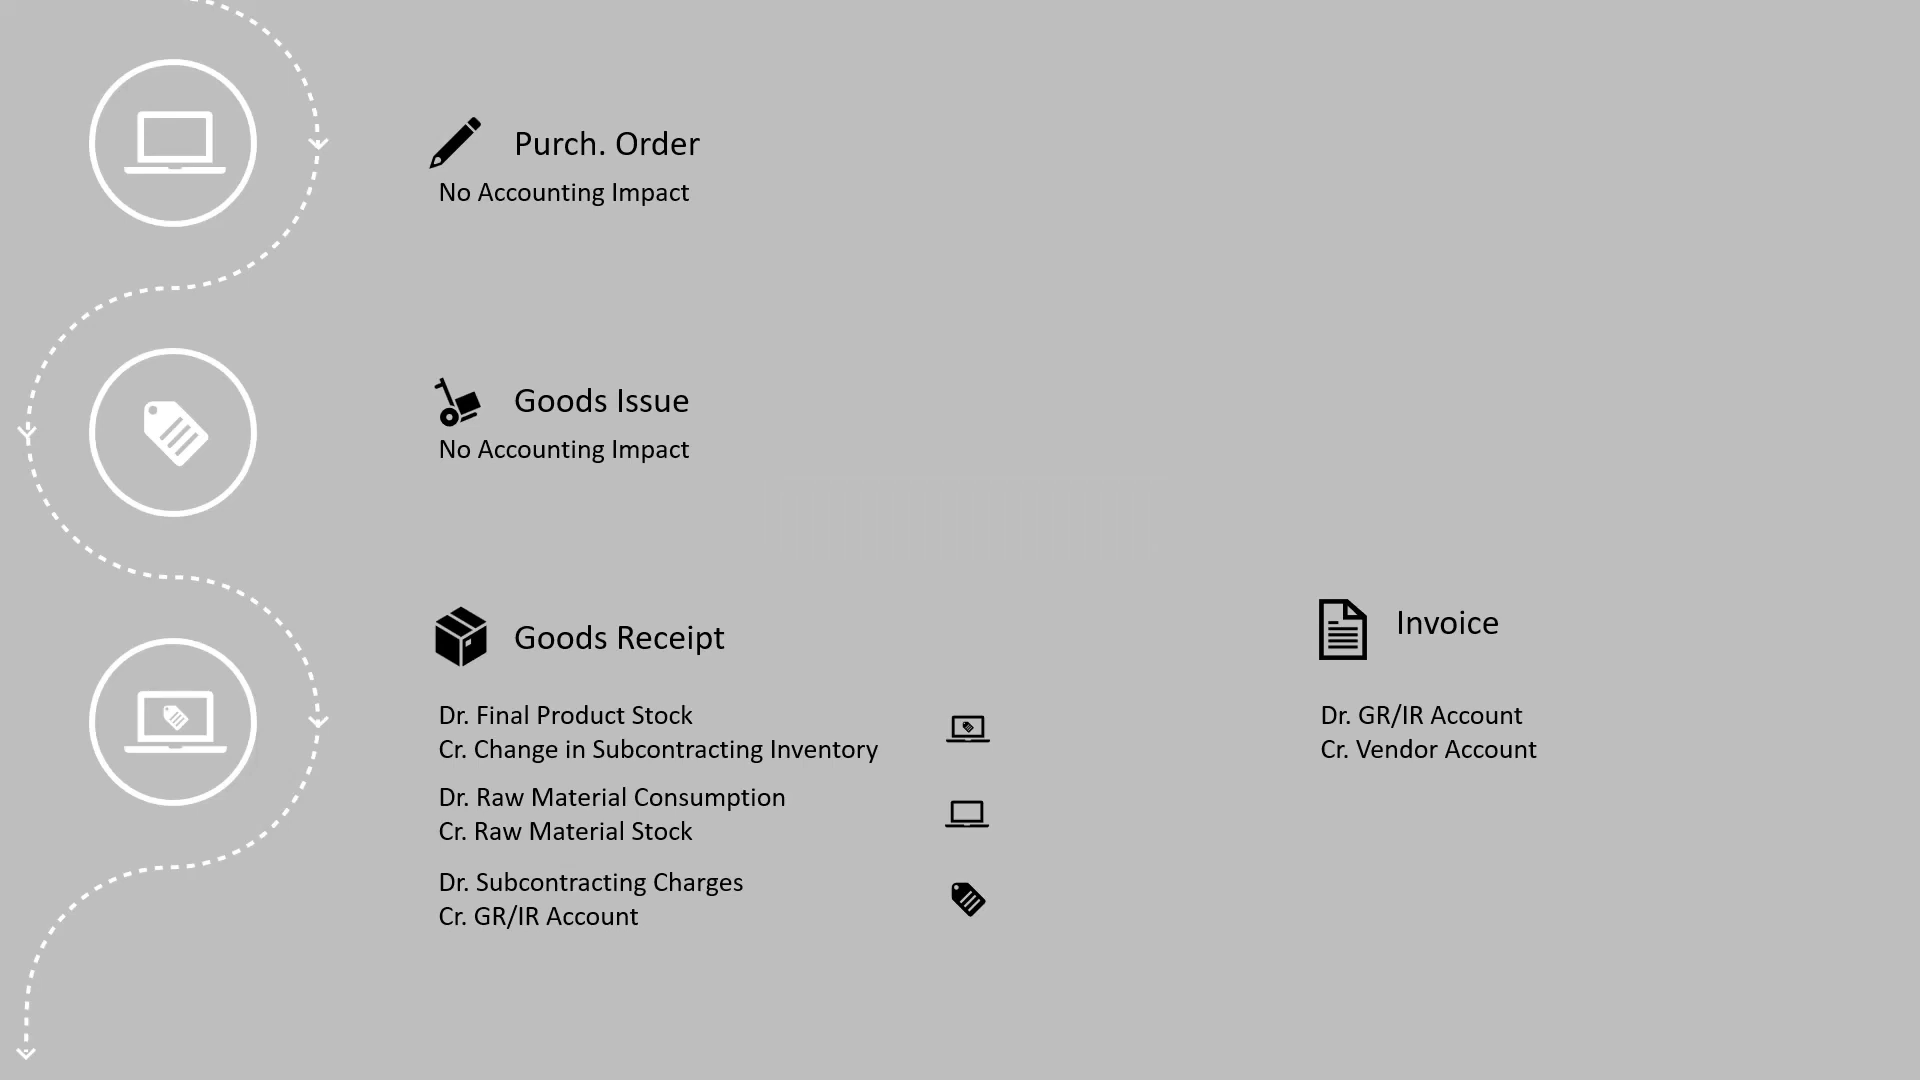 Purch. Order
No Accounting Impact
Goods Issue
No Accounting Impact
Goods Receipt
Dr. Final Product Stock
Cr. Change in Subcontracting Inventory
Dr. Raw Material Consumption
Cr. Raw Material Stock
Dr. Subcontracting Charges
Cr. GR/IR Account
Invoice
Dr. GR/IR Account
Cr. Vendor Account